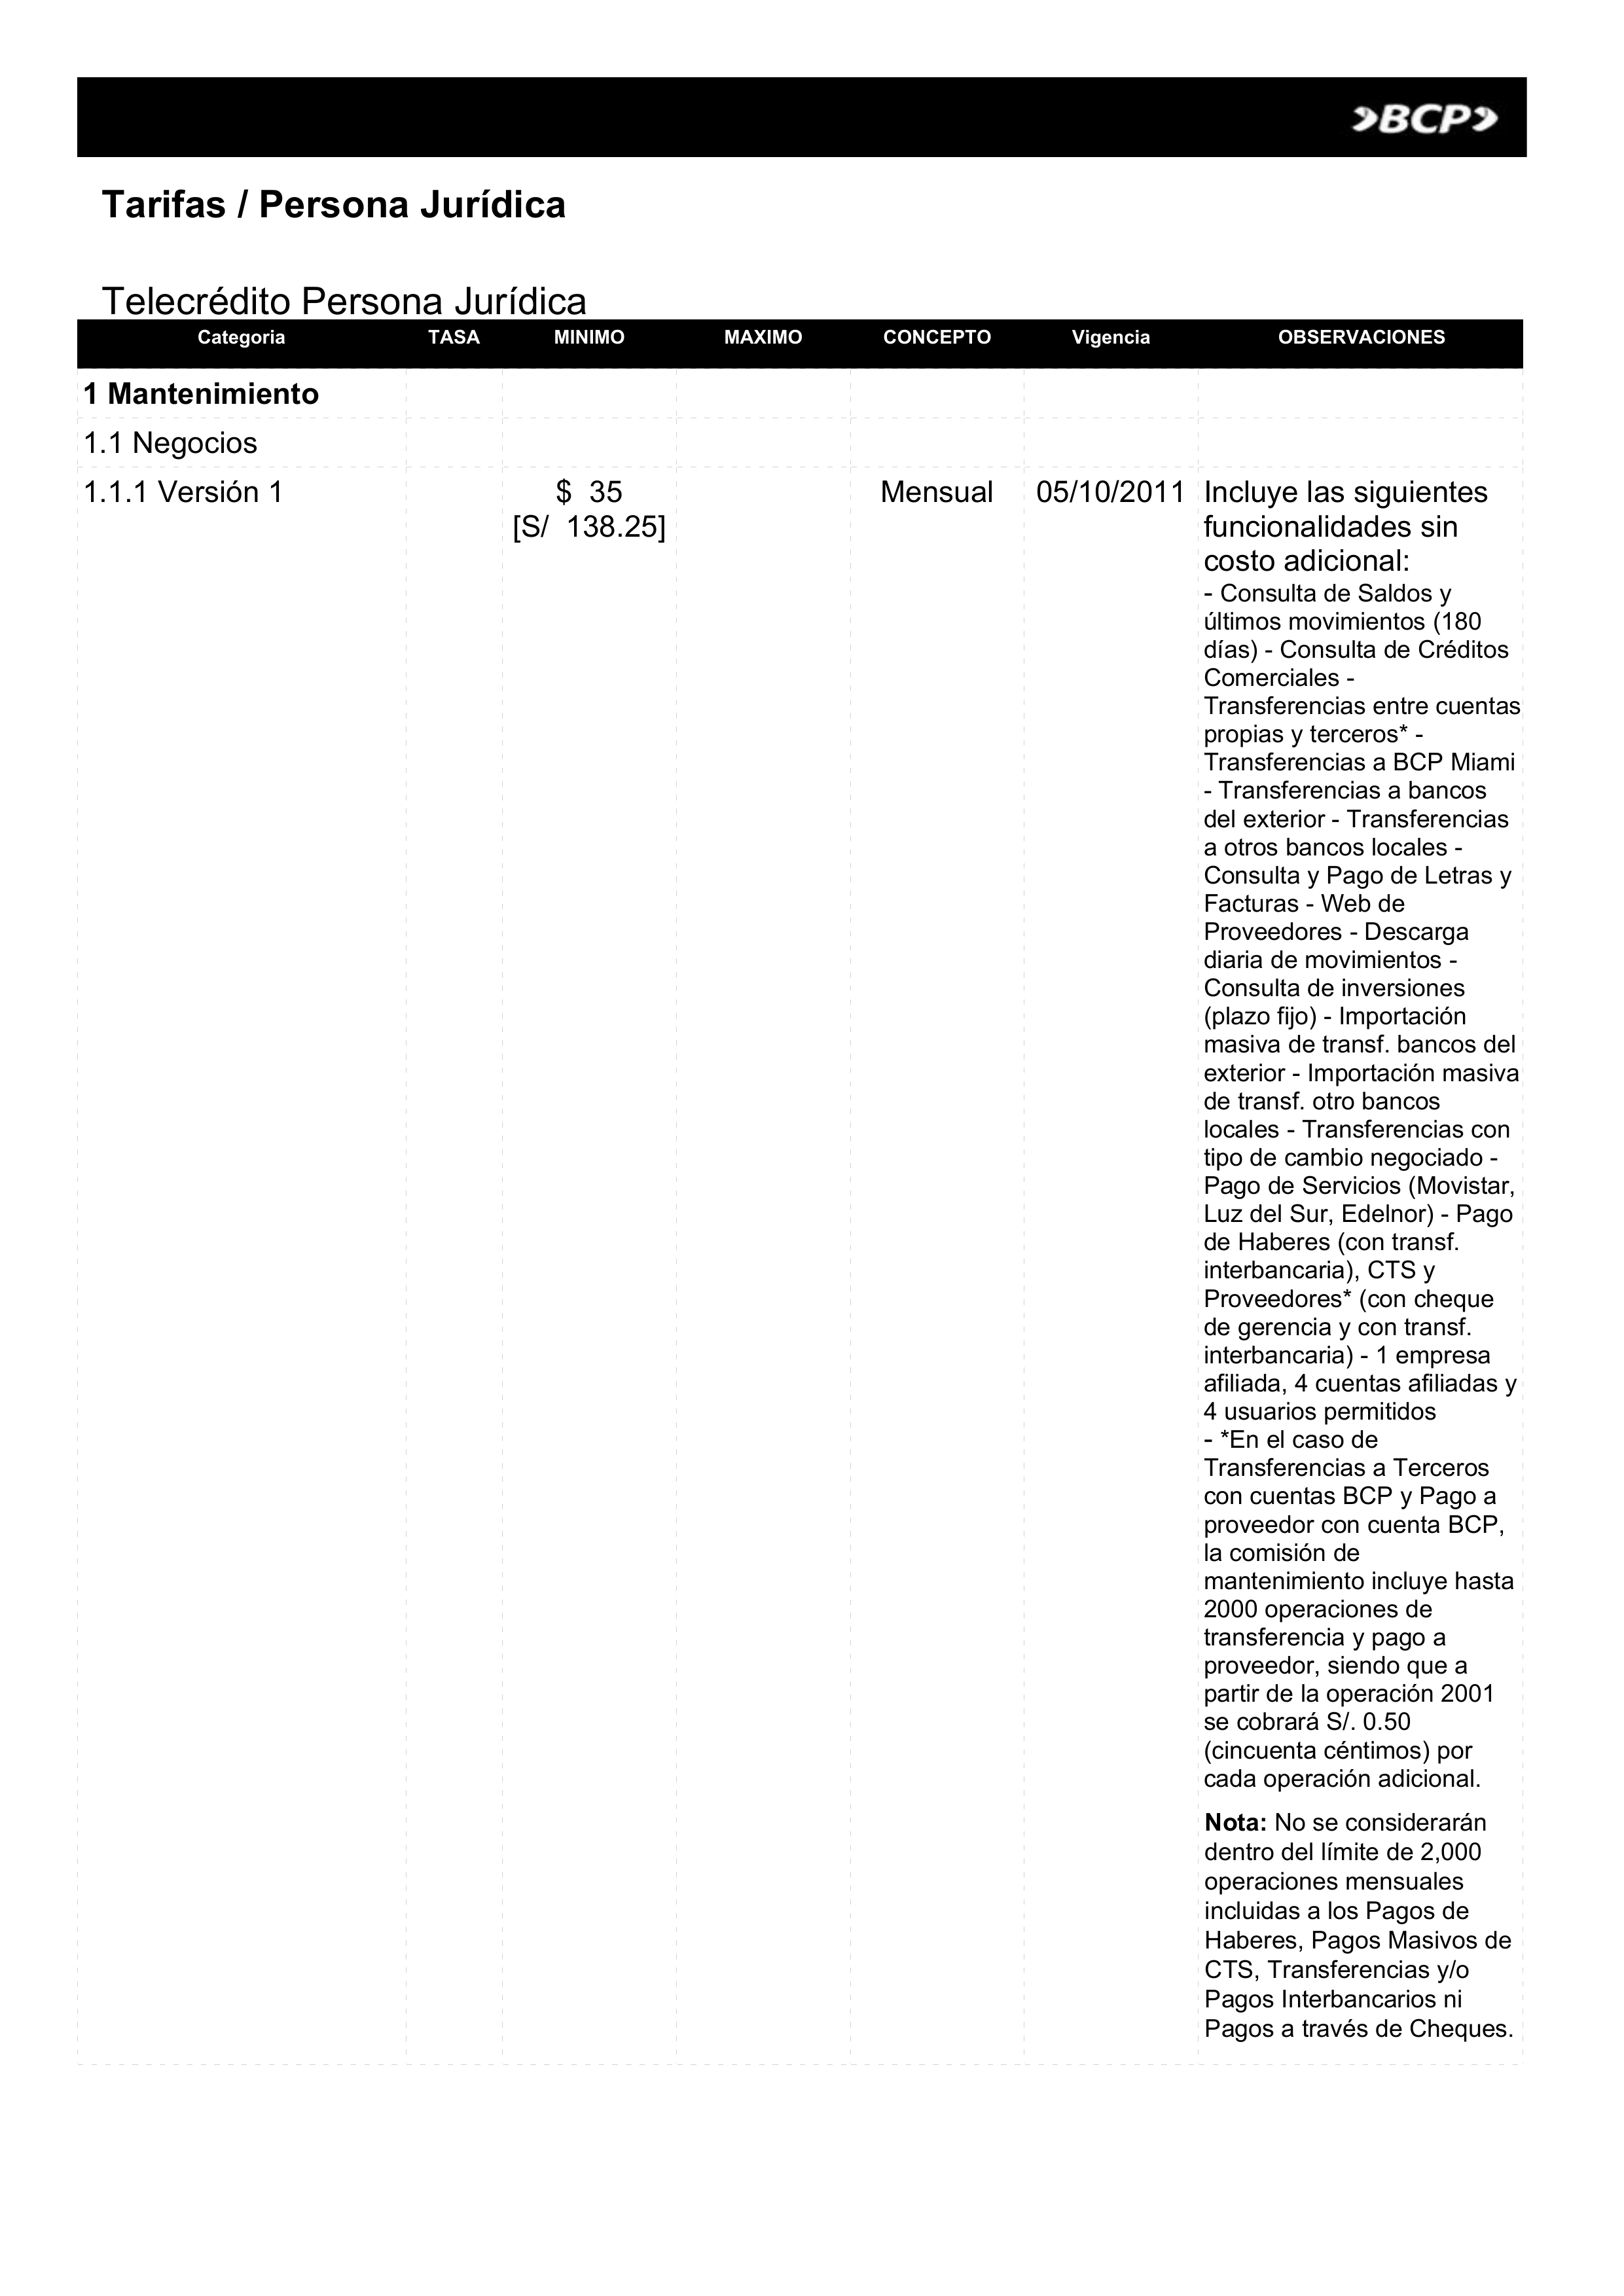 BCP
Tarifas / Persona Jurídica
Telecrédito Persona Jurídica
Categoria TASA MINIMO MAXIMO CONCEPTO Vigencia OBSERVACIONES
1 Mantenimiento
1.1 Negocios
1.1.1 Versión 1 $ 35 Mensual 05/10/2011 Incluye las siguientes
[S/ 138.25] funcionalidades sin
costo adicional:
- Consulta de Saldos y
últimos movimientos (180
días) - Consulta de Créditos
Comerciales -
Transferencias entre cuentas
propias y terceros* -
Transferencias a BCP Miami
- Transferencias a bancos
del exterior - Transferencias
a otros bancos locales -
Consulta y Pago de Letras y
Facturas - Web de
Proveedores - Descarga
diaria de movimientos -
Consulta de inversiones
(plazo fijo) - Importación
masiva de transf. bancos del
exterior - Importación masiva
de transf. otro bancos
locales - Transferencias con
tipo de cambio negociado -
Pago de Servicios (Movistar,
Luz del Sur, Edelnor) - Pago
de Haberes (con transf.
interbancaria), CTS y
Proveedores* (con cheque
de gerencia y con transf.
interbancaria) - 1 empresa
afiliada, 4 cuentas afiliadas y
4 usuarios permitidos
- *En el caso de
Transferencias a Terceros
con cuentas BCP y Pago a
proveedor con cuenta BCP,
la comisión de
mantenimiento incluye hasta
2000 operaciones de
transferencia y pago a
proveedor, siendo que a
partir de la operación 2001
se cobrará S/. 0.50
(cincuenta céntimos) por
cada operación adicional.
Nota: No se considerarán
dentro del límite de 2,000
operaciones mensuales
incluidas a los Pagos de
Haberes, Pagos Masivos de
CTS, Transferencias y/o
Pagos Interbancarios ni
Pagos a través de Cheques.